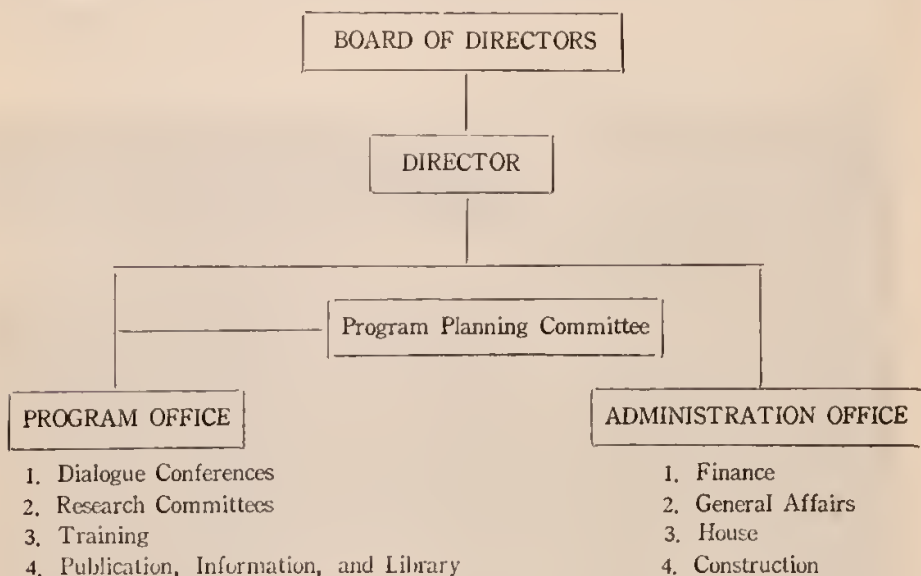 BOARD OF DIRECTORS
DIRECTOR
Program Planning Committee
PROGRAM OFFICE
1. Dialogue Conferences
2. Research Committees
3. Training
4. Publication, Information, and Library
ADMINISTRATION OFFICE
1. Finance
2. General Affairs
3. House
4. Construction